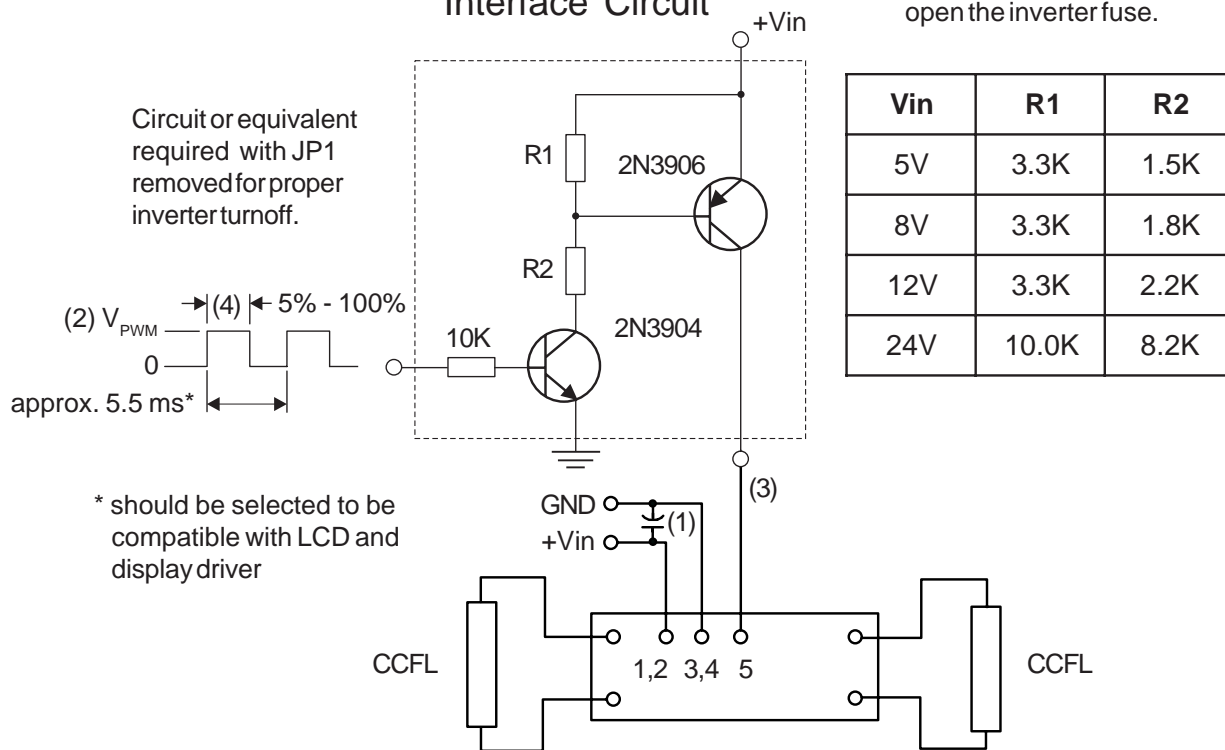 Interface Circuit
open the inverter fuse.
+Vin
Circuit or equivalent
required with JP1
removed for proper
inverter turnoff.
R1
2N3906
R2
(2) VPWM
(4)
5% - 100%
0
approx. 5.5 ms*
10K
2N3904
Vin R1 R2
5V 3.3K 1.5K
8V 3.3K 1.8K
12V 3.3K 2.2K
24V 10.0K 8.2K
* should be selected to be
compatible with LCD and
display driver
GND
+Vin
(1)
(3)
CCFL
1,2 3,4 5
CCFL